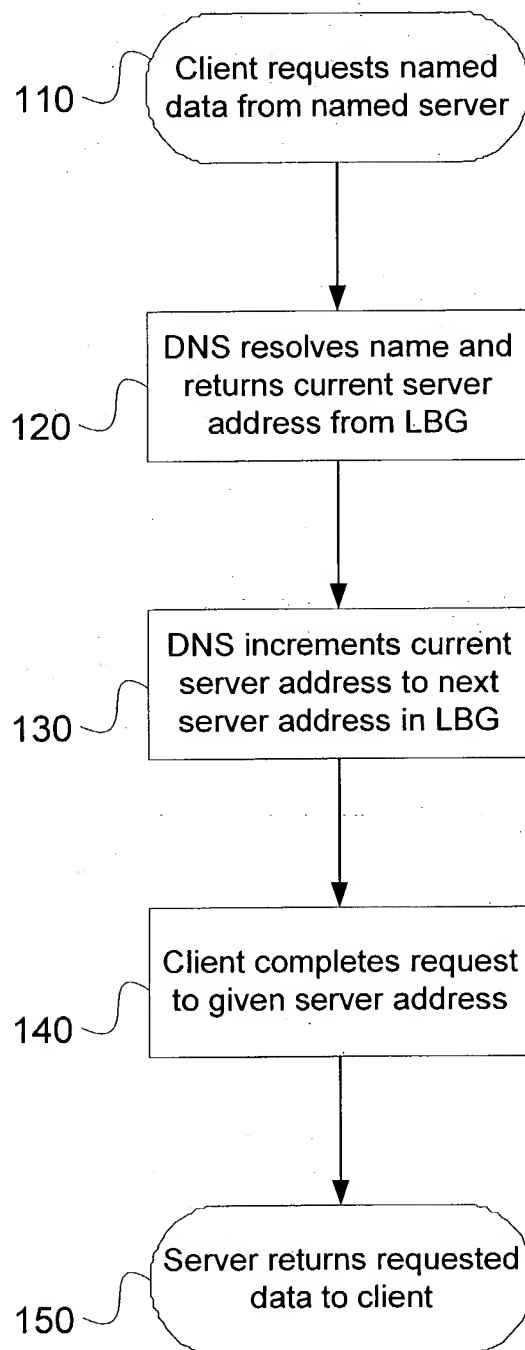 Client requests named
data from named server
110
DNS resolves name and
returns current server
address from LBG
120
DNS increments current
server address to next
server address in LBG
130
Client completes request
to given server address
140
Server returns requested
data to client
150